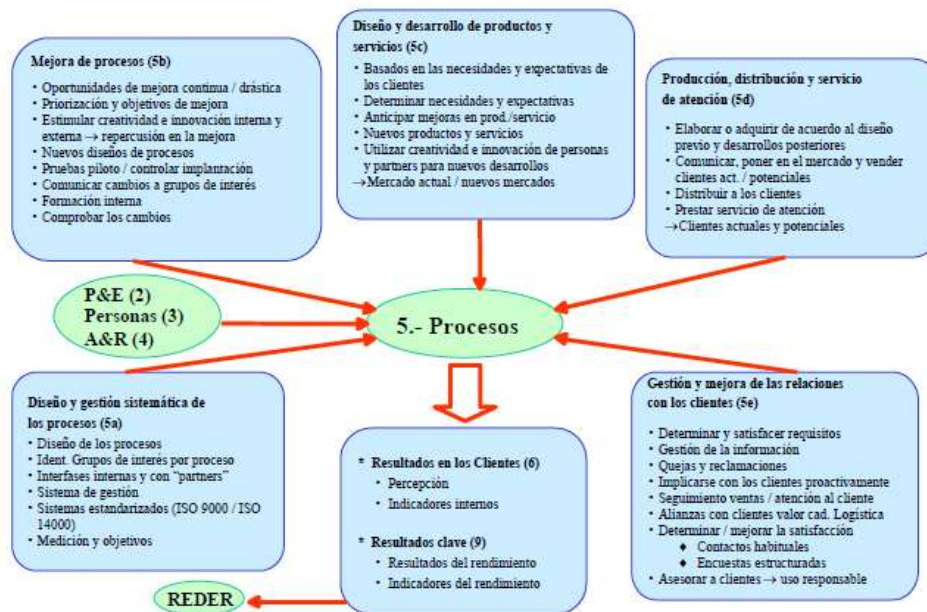 Mejora de procesos (5b)
• Oportunidades de mejora continua / drástica
• Priorización y objetivos de mejora
• Estimular creatividad e innovación interna y
externa → repercusión en la mejora
• Nuevos diseños de procesos
• Pruebas piloto / controlar implantación
• Comunicar cambios a grupos de interés
• Formación interna
• Comprobar los cambios
Diseño y desarrollo de productos y
servicios (5c)
• Basados en las necesidades y expectativas de
los clientes
• Determinar necesidades y expectativas
• Anticipar mejoras en prod./servicio
• Nuevos productos y servicios
• Utilizar creatividad e innovación de personas
y partners para nuevos desarrollos
→Mercado actual / nuevos mercados
Producción, distribución y servicio
de atención (5d)
• Elaborar o adquirir de acuerdo al diseño
previo y desarrollos posteriores
• Comunicar, poner en el mercado y vender
clientes act. / potenciales
• Distribuir a los clientes
• Prestar servicio de atención
→Clientes actuales y potenciales
P&E (2)
Personas (3)
A&R (4)
5.- Procesos
Diseño y gestión sistemática de
los procesos (5a)
• Diseño de los procesos
• Ident. Grupos de interés por proceso
• Interfases internas y con “partners”
• Sistema de gestión
• Sistemas estandarizados (ISO 9000 / ISO
14000)
• Medición y objetivos
* Resultados en los Clientes (6)
• Percepción
• Indicadores internos
* Resultados clave (9)
• Resultados del rendimiento
• Indicadores del rendimiento
Gestión y mejora de las relaciones
con los clientes (5e)
• Determinar y satisfacer requisitos
• Gestión de la información
• Quejas y reclamaciones
• Implicarse con los clientes proactivamente
• Seguimiento ventas / atención al cliente
• Alianzas con clientes valor cad. Logística
• Determinar / mejorar la satisfacción
♦ Contactos habituales
♦ Encuestas estructuradas
• Asesorar a clientes → uso responsable
REDER